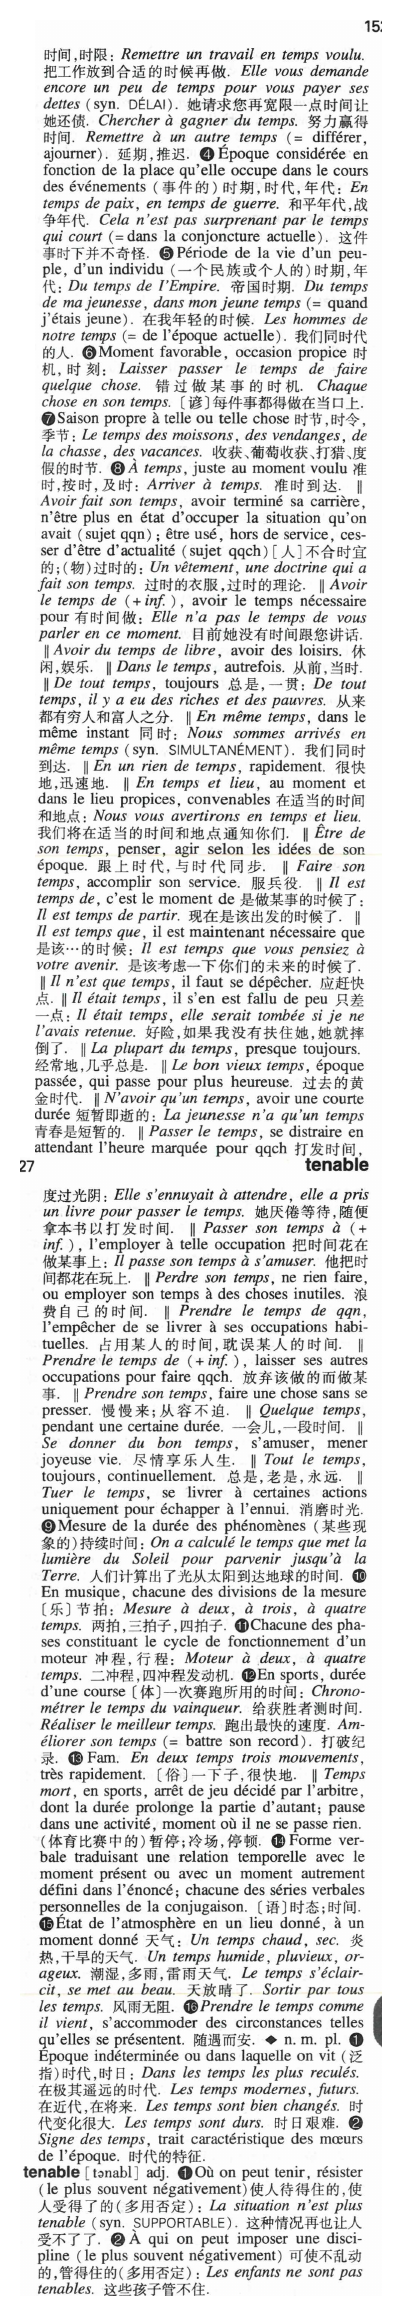 152
时间,时限: Remettre un travail en temps voulu.
把工作放到合适的时候再做. Elle vous demande
encore un peu de temps pour vous payer ses
dettes (syn. DÉLAI). 她请求您再宽限一点时间让
她还债. Chercher à gagner du temps. 努力赢得
时间. Remettre à un autre temps (= différer,
ajourner). 延期,推迟. ❹ Époque considérée en
fonction de la place qu'elle occupe dans le cours
des événements (事件的) 时期,时代,年代: En
temps de paix, en temps de guerre. 和平年代,战
争年代. Cela n'est pas surprenant par le temps
qui court (= dans la conjoncture actuelle). 这件
事时下并不奇怪. ❺ Période de la vie d'un peu-
ple, d'un individu (一个民族或个人的) 时期,年
代: Du temps de l'Empire. 帝国时期. Du temps
de ma jeunesse, dans mon jeune temps (= quand
j'étais jeune). 在我年轻的时候. Les hommes de
notre temps (= de l'époque actuelle). 我们同时代
的人. ❻ Moment favorable, occasion propice 时
机,时刻: Laisser passer le temps de faire
quelque chose. 错过做某事的时机. Chaque
chose en son temps. [谚] 每件事都得做在当口上.
❼ Saison propre à telle ou telle chose 时节,时令,
季节: Le temps des moissons, des vendanges, de
la chasse, des vacances. 收获、葡萄收获、打猎、度
假的时节. ❽ À temps, juste au moment voulu 准
时,按时,及时: Arriver à temps. 准时到达. ‖
Avoir fait son temps, avoir terminé sa carrière,
n'être plus en état d'occuper la situation qu'on
avait (sujet qqn); être usé, hors de service, ces-
ser d'être d'actualité (sujet qqch) [人]不合时宜
的;(物)过时的: Un vêtement, une doctrine qui a
fait son temps. 过时的衣服,过时的理论. ‖ Avoir
le temps de (+ inf.), avoir le temps nécessaire
pour 有时间做: Elle n'a pas le temps de vous
parler en ce moment. 目前她没有时间跟您讲话.
‖ Avoir du temps de libre, avoir des loisirs. 休
闲,娱乐. ‖ Dans le temps, autrefois. 从前,当时.
‖ De tout temps, toujours 总是,一贯: De tout
temps, il y a eu des riches et des pauvres. 从来
都有穷人和富人之分. ‖ En même temps, dans le
même instant 同时: Nous sommes arrivés en
même temps (syn. SIMULTANÉMENT). 我们同时
到达. ‖ En un rien de temps, rapidement. 很快
地,迅速地. ‖ En temps et lieu, au moment et
dans le lieu propices, convenables 在适当的时间
和地点: Nous vous avertirons en temps et lieu.
我们将在适当的时间和地点通知你们. ‖ Être de
son temps, penser, agir selon les idées de son
époque. 跟上时代,与时代同步. ‖ Faire son
temps, accomplir son service. 服兵役. ‖ Il est
temps de, c'est le moment de 是做某事的时候了:
Il est temps de partir. 现在是该出发的时候了. ‖
Il est temps que, il est maintenant nécessaire que
是该…的时候: Il est temps que vous pensiez à
votre avenir. 是该考虑一下你们的未来的时候了.
‖ Il n'est que temps, il faut se dépêcher. 应赶快
点. ‖ Il était temps, il s'en est fallu de peu 只差
一点: Il était temps, elle serait tombée si je ne
l'avais retenue. 好险,如果我没有扶住她,她就摔
倒了. ‖ La plupart du temps, presque toujours.
经常地,几乎总是. ‖ Le bon vieux temps, époque
passée, qui passe pour plus heureuse. 过去的黄
金时代. ‖ N'avoir qu'un temps, avoir une courte
durée 短暂即逝的: La jeunesse n'a qu'un temps
青春是短暂的. ‖ Passer le temps, se distraire en
attendant l'heure marquée pour qqch 打发时间,
27 tenable
度过光阴: Elle s'ennuyait à attendre, elle a pris
un livre pour passer le temps. 她厌倦等待,随便
拿本书以打发时间. ‖ Passer son temps à (+
inf.), l'employer à telle occupation 把时间花在
做某事上: Il passe son temps à s'amuser. 他把时
间都花在玩上. ‖ Perdre son temps, ne rien faire,
ou employer son temps à des choses inutiles. 浪
费自己的时间. ‖ Prendre le temps de qqn,
l'empêcher de se livrer à ses occupations habi-
tuelles. 占用某人的时间,耽误某人的时间. ‖
Prendre le temps de (+ inf.), laisser ses autres
occupations pour faire qqch. 放弃该做的而做某
事. ‖ Prendre son temps, faire une chose sans se
presser. 慢慢来;从容不迫. ‖ Quelque temps,
pendant une certaine durée. 一会儿,一段时间. ‖
Se donner du bon temps, s'amuser, mener
joyeuse vie. 尽情享乐人生. ‖ Tout le temps,
toujours, continuellement. 总是,老是,永远. ‖
Tuer le temps, se livrer à certaines actions
uniquement pour échapper à l'ennui. 消磨时光.
❾ Mesure de la durée des phénomènes (某些现
象的)持续时间: On a calculé le temps que met la
lumière du Soleil pour parvenir jusqu'à la
Terre. 人们计算出了光从太阳到达地球的时间. ❿
En musique, chacune des divisions de la mesure
[乐] 节拍: Mesure à deux, à trois, à quatre
temps. 两拍,三拍子,四拍子. ⓫ Chacune des pha-
ses constituant le cycle de fonctionnement d'un
moteur 冲程,行程: Moteur à deux, à quatre
temps. 二冲程,四冲程发动机. ⓬ En sports, durée
d'une course [体]一次赛跑所用的时间: Chrono-
métrer le temps du vainqueur. 给获胜者测时间.
Réaliser le meilleur temps. 跑出最快的速度. Am-
éliorer son temps (= battre son record). 打破纪
录. ⓭ Fam. En deux temps trois mouvements,
très rapidement. [俗]一下子,很快地. ‖ Temps
mort, en sports, arrêt de jeu décidé par l'arbitre,
dont la durée prolonge la partie d'autant; pause
dans une activité, moment où il ne se passe rien.
(体育比赛中的)暂停;冷场,停顿. ⓮ Forme ver-
bale traduisant une relation temporelle avec le
moment présent ou avec un moment autrement
défini dans l'énoncé; chacune des séries verbales
personnelles de la conjugaison. [语]时态;时间.
⓯ État de l'atmosphère en un lieu donné, à un
moment donné 天气: Un temps chaud, sec. 炎
热,干旱的天气. Un temps humide, pluvieux, or-
ageux. 潮湿,多雨,雷雨天气. Le temps s'éclair-
cit, se met au beau. 天放晴了. Sortir par tous
les temps. 风雨无阻. ⓰ Prendre le temps comme
il vient, s'accommoder des circonstances telles
qu'elles se présentent. 随遇而安. ◆ n. m. pl. ❶
Époque indéterminée ou dans laquelle on vit (泛
指)时代,时日: Dans les temps les plus reculés.
在极其遥远的时代. Les temps modernes, futurs.
在近代,在将来. Les temps sont bien changés. 时
代变化很大. Les temps sont durs. 时日艰难. ❷
Signe des temps, trait caractéristique des mœurs
de l'époque. 时代的特征.
tenable [tənabl] adj. ❶ Où on peut tenir, résister
(le plus souvent négativement)使人待得住的,使
人受得了的(多用否定): La situation n'est plus
tenable (syn. SUPPORTABLE). 这种情况再也让人
受不了了. ❷ À qui on peut imposer une disci-
pline (le plus souvent négativement) 可使不乱动
的,管得住的(多用否定): Les enfants ne sont pas
tenables. 这些孩子管不住.